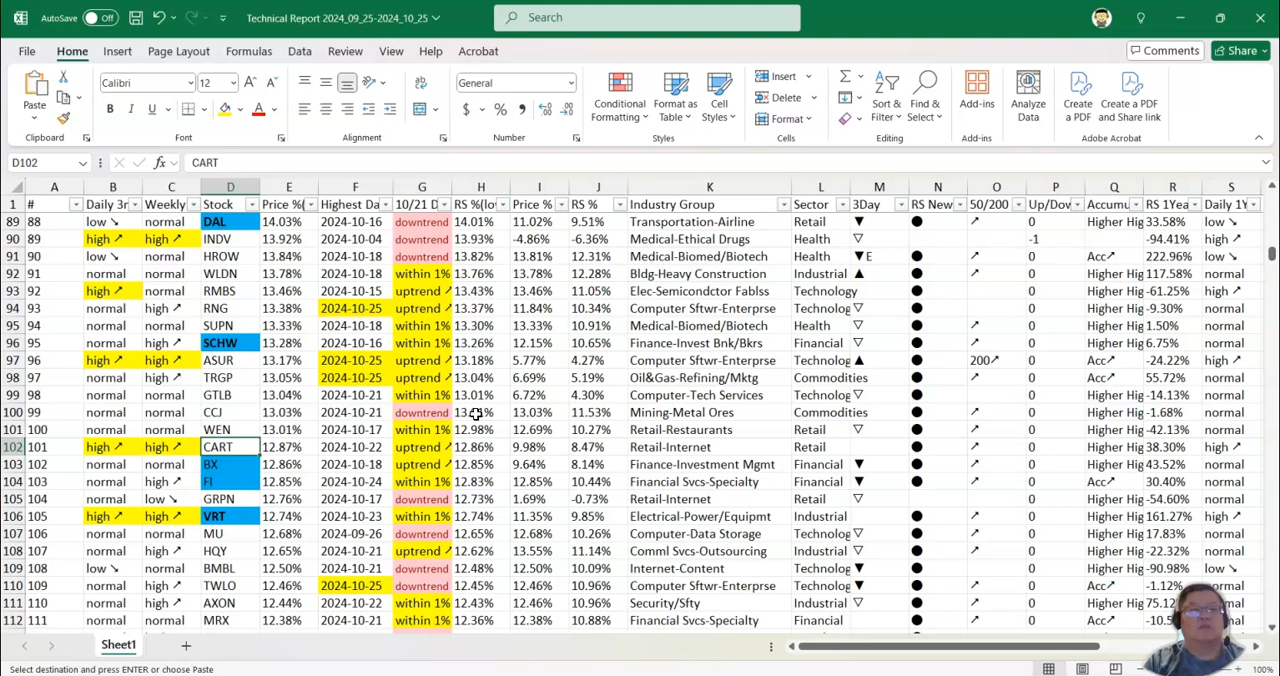 AutoSave Off Technical Report 2024_09_25-2024_10_25 Search
File Home Insert Page Layout Formulas Data Review View Help Acrobat Comments Share
Calibri 12 General Insert
Paste B I U Conditional Formatting Format as Table Cell Styles Delete Format Sort & Filter Find & Select Add-ins Analyze Data Create a PDF Create a PDF and Share link
Clipboard Font Alignment Number Styles Cells Editing Add-ins Adobe Acrobat
D102 fx CART
A B C D E F G H I J K L M N O P Q R S
1 # Daily 3r Weekly Stock Price %( Highest Da 10/21 D RS %(lov Price % RS % Industry Group Sector 3Day RS New 50/200 Up/Dov Accumu RS 1Year Daily 1Y
89 88 low ↘ DAL 14.03% 2024-10-16 downtrend 14.01% 11.02% 9.51% Transportation-Airline Retail ▽ ● ↗ 0 Higher Hig 33.58% low ↘
90 89 high ↗ high ↗ INDV 13.92% 2024-10-04 downtrend 13.93% -4.86% -6.36% Medical-Ethical Drugs Health ▽ ● -1 -94.41% high ↗
91 90 low ↘ normal HROW 13.84% 2024-10-18 downtrend 13.82% 13.81% 12.31% Medical-Biomed/Biotech Health ▼E ● ↗ 0 Acc↗ 222.96% low ↘
92 91 normal normal WLDN 13.78% 2024-10-18 within 1% 13.76% 13.78% 12.28% Bldg-Heavy Construction Industrial ▲ ● ↗ 0 Higher Hig 117.58% normal
93 92 high ↗ normal RMBS 13.46% 2024-10-15 uptrend ↗ 13.43% 13.46% 11.05% Elec-Semicondctor Fablss Technology ● 0 Higher Hig -61.25% high ↗
94 93 normal high ↗ RNG 13.38% 2024-10-25 uptrend ↗ 13.37% 11.84% 10.34% Computer Sftwr-Enterprse Technolog ▽ ● ↗ 0 Higher Hig -9.30% normal
95 94 normal normal SUPN 13.33% 2024-10-18 within 1% 13.30% 13.33% 10.91% Medical-Biomed/Biotech Health ▽ ● ↗ 0 Higher Hig 1.50% normal
96 95 normal normal SCHW 13.28% 2024-10-16 within 1% 13.26% 12.15% 10.65% Finance-Invest Bnk/Bkrs Financial ▽ ● ↗ 0 Higher Hig 6.75% normal
97 96 high ↗ high ↗ ASUR 13.17% 2024-10-25 uptrend ↗ 13.18% 5.77% 4.27% Computer Sftwr-Enterprse Technolog ▲ ● 200↗ 0 Acc↗ -24.22% high ↗
98 97 normal high ↗ TRGP 13.05% 2024-10-25 uptrend ↗ 13.04% 6.69% 5.19% Oil&Gas-Refining/Mktg Commodities ● ↗ 0 Acc↗ 55.72% normal
99 98 normal high ↗ GTLB 13.04% 2024-10-21 within 1% 13.01% 6.72% 4.30% Computer-Tech Services Technolog ▽ ● 0 Higher Hig -14.13% normal
100 99 normal high ↗ CCJ 13.03% 2024-10-21 downtrend 13.03% 11.53% Mining-Metal Ores Commodities ● ↗ 0 Acc↗ -1.68% normal
101 100 normal normal WEN 13.01% 2024-10-17 within 1% 12.98% 12.69% 10.27% Retail-Restaurants Retail ▽ ● ↗ 0 Higher Hig -42.13% normal
102 101 high ↗ high ↗ CART 12.87% 2024-10-22 uptrend ↗ 12.86% 9.98% 8.47% Retail-Internet Retail ● ↗ 0 Higher Hig 38.30% high ↗
103 102 normal normal BX 12.86% 2024-10-18 uptrend ↗ 12.85% 9.64% 8.14% Finance-Investment Mgmt Financial ▼ ● ↗ 0 Higher Hig 43.52% normal
104 103 normal high ↗ FI 12.85% 2024-10-24 within 1% 12.83% 12.85% 10.44% Financial Svcs-Specialty Financial ▼ ● ↗ 0 Higher Hig 30.40% normal
105 104 normal low ↘ GRPN 12.76% 2024-10-17 downtrend 12.73% 1.69% -0.73% Retail-Internet Retail ▽ ● 0 Higher Hig -54.60% normal
106 105 high ↗ high ↗ VRT 12.74% 2024-10-23 within 1% 12.74% 11.35% 9.85% Electrical-Power/Equipmt Industrial ● ↗ 0 Higher Hig 161.27% high ↗
107 106 normal normal MU 12.68% 2024-09-26 downtrend 12.65% 12.68% 10.26% Computer-Data Storage Technolog ▽ ● 0 Higher Hig 17.83% normal
108 107 normal high ↗ HQY 12.65% 2024-10-21 uptrend ↗ 12.62% 13.55% 11.14% Comml Svcs-Outsourcing Industrial ▼ ● ↗ 0 Higher Hig -22.32% normal
109 108 low ↘ normal BMBL 12.50% 2024-10-21 downtrend 12.48% 12.50% 10.09% Internet-Content Technolog ▽ ● 0 Higher Hig -90.98% low ↘
110 109 normal high ↗ TWLO 12.46% 2024-10-25 downtrend 12.45% 12.46% 10.96% Computer Sftwr-Enterprse Technolog ▽ ● ↗ 0 Acc↗ -1.12% normal
111 110 normal high ↗ AXON 12.44% 2024-10-22 within 1% 12.43% 12.46% 10.96% Security/Sfty Industrial ▽ ● ↗ 0 Higher Hig 75.12
112 111 normal high ↗ MRX 12.41% 2024-10-21 within 1% 12.36% 12.38% 10.88% Financial Svcs-Specialty Financial ● ↗ 0 Acc↗
Sheet1
Select destination and press ENTER or choose Paste 100%